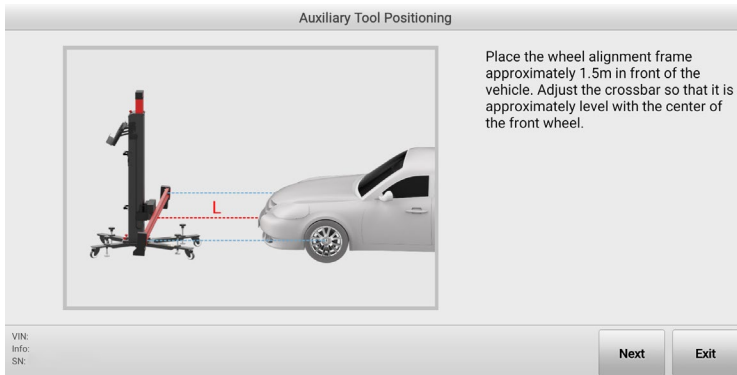 Auxiliary Tool Positioning
Place the wheel alignment frame
approximately 1.5m in front of the
vehicle. Adjust the crossbar so that it is
approximately level with the center of
the front wheel.
L
VIN:
Info:
SN:
Next
Exit